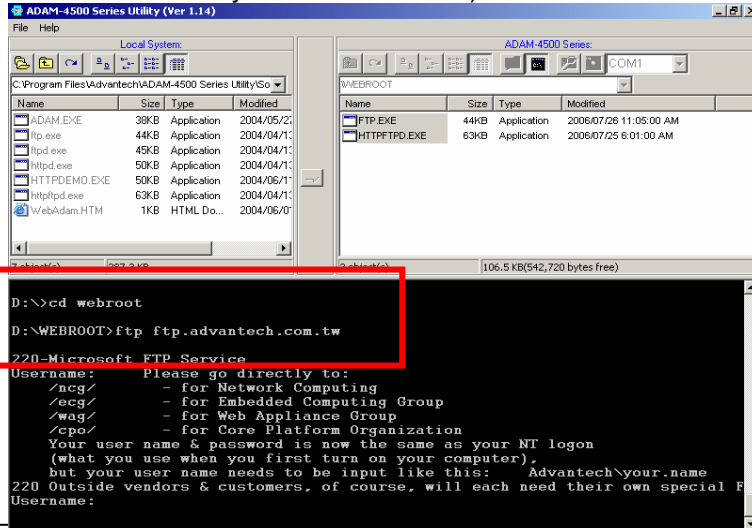 ADAM-4500 Series Utility (Ver 1.14)
File Help
Local System:
C:\Program Files\Advantech\ADAM-4500 Series Utility\So
Name Size Type Modified
ADAM.EXE 38KB Application 2004/05/2
ftp.exe 44KB Application 2004/04/1
ftpd.exe 45KB Application 2004/04/1
httpd.exe 50KB Application 2004/04/1
HTTPDEMO.EXE 50KB Application 2004/06/1
httpftpd.exe 63KB Application 2004/04/1
WebAdam.HTM 1KB HTML Do... 2004/06/0
ADAM-4500 Series:
COM1
\WEBROOT
Name Size Type Modified
FTP.EXE 44KB Application 2006/07/26 11:05:00 AM
HTTPFTPD.EXE 63KB Application 2006/07/25 6:01:00 AM
106.5 KB(542,720 bytes free)
D:\>cd webroot
D:\WEBROOT>ftp ftp.advantech.com.tw
220-Microsoft FTP Service
Username: Please go directly to:
/ncg/ - for Network Computing
/ecg/ - for Embedded Computing Group
/wag/ - for Web Appliance Group
/cpo/ - for Core Platform Organization
Your user name & password is now the same as your NT logon
(what you use when you first turn on your computer),
but your user name needs to be input like this: Advantech\your.name
220 Outside vendors & customers, of course, will each need their own special F
Username: